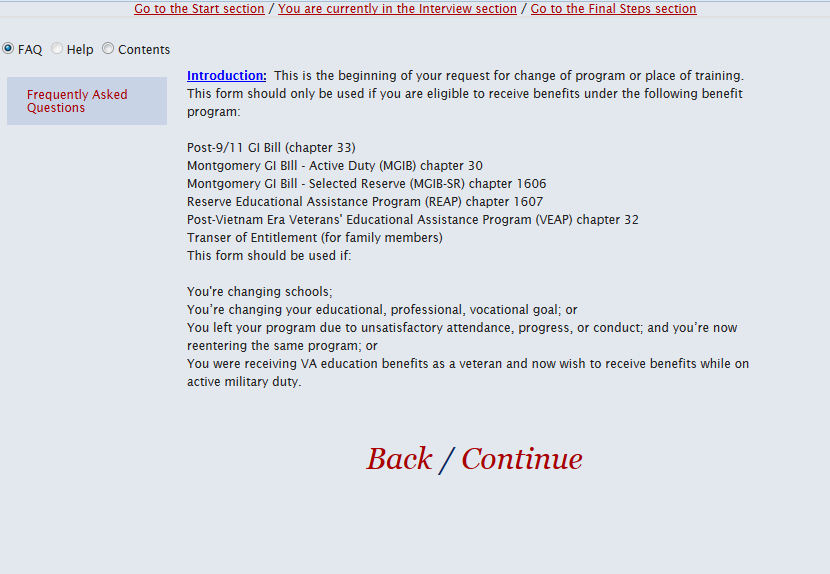 Go to the Start section / You are currently in the Interview section / Go to the Final Steps section
FAQ Help Contents
Frequently Asked
Questions
Introduction: This is the beginning of your request for change of program or place of training.
This form should only be used if you are eligible to receive benefits under the following benefit
program:
Post-9/11 GI Bill (chapter 33)
Montgomery GI BIll - Active Duty (MGIB) chapter 30
Montgomery GI BIll - Selected Reserve (MGIB-SR) chapter 1606
Reserve Educational Assistance Program (REAP) chapter 1607
Post-Vietnam Era Veterans' Educational Assistance Program (VEAP) chapter 32
Transer of Entitlement (for family members)
This form should be used if:
You're changing schools;
You’re changing your educational, professional, vocational goal; or
You left your program due to unsatisfactory attendance, progress, or conduct; and you’re now
reentering the same program; or
You were receiving VA education benefits as a veteran and now wish to receive benefits while on
active military duty.
Back / Continue